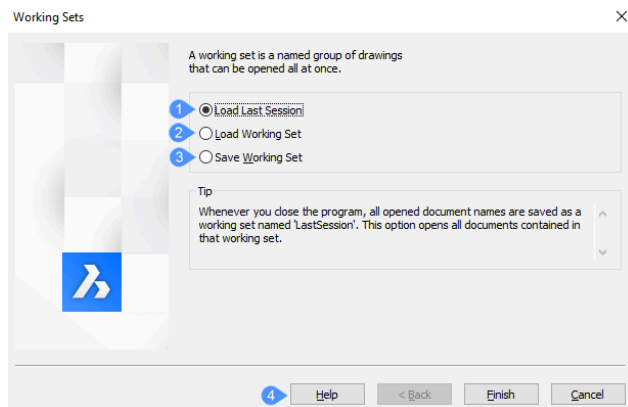 Working Sets
A working set is a named group of drawings
that can be opened all at once.
1 Load Last Session
2 Load Working Set
3 Save Working Set
Tip
Whenever you close the program, all opened document names are saved as a
working set named 'LastSession'. This option opens all documents contained in
that working set.
4 Help < Back Finish Cancel